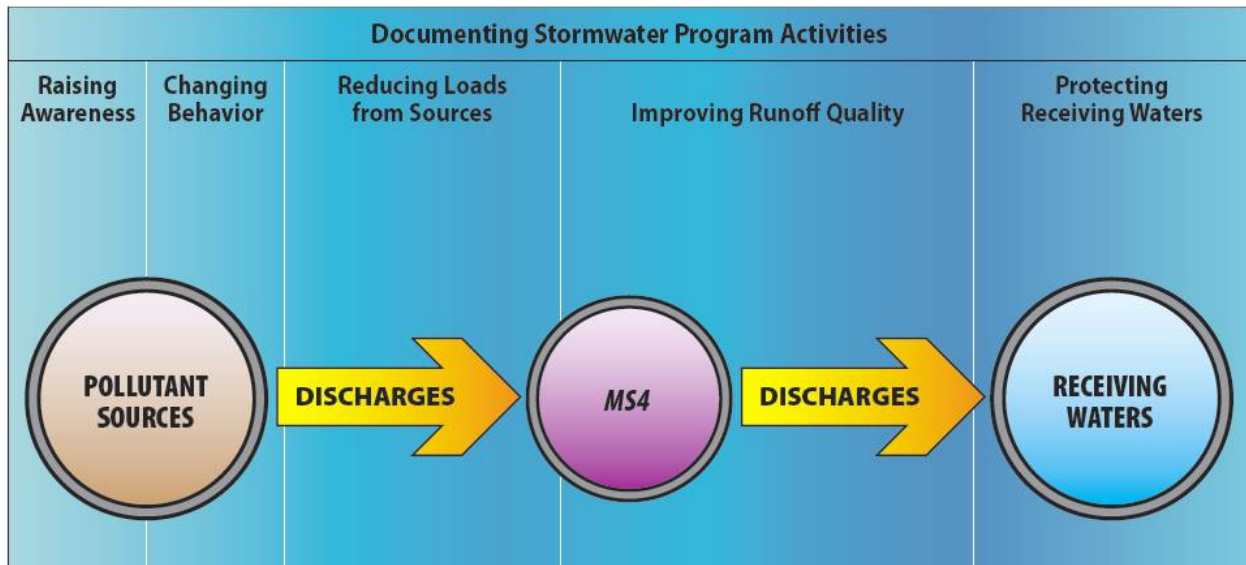 Documenting Stormwater Program Activities
Raising
Awareness
Changing
Behavior
Reducing Loads
from Sources
Improving Runoff Quality
Protecting
Receiving Waters
POLLUTANT
SOURCES
DISCHARGES
MS4
DISCHARGES
RECEIVING
WATERS